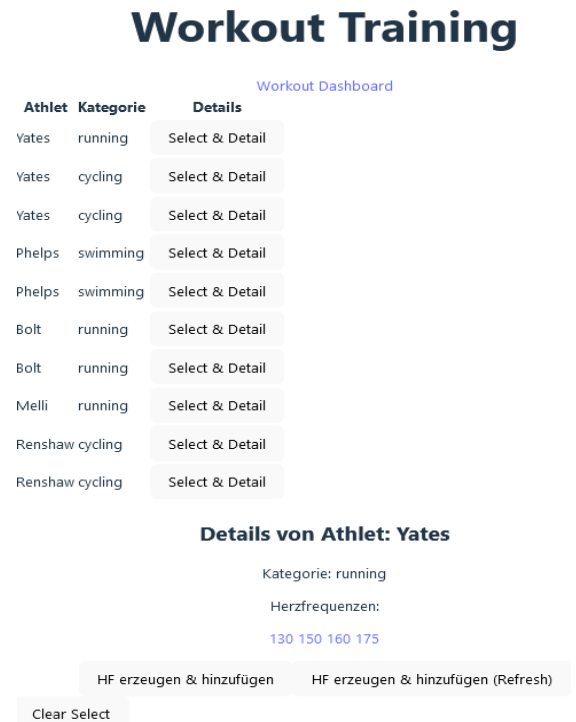 Workout Training
Workout Dashboard
Athlet Kategorie Details
Yates running Select & Detail
Yates cycling Select & Detail
Yates cycling Select & Detail
Phelps swimming Select & Detail
Phelps swimming Select & Detail
Bolt running Select & Detail
Bolt running Select & Detail
Melli running Select & Detail
Renshaw cycling Select & Detail
Renshaw cycling Select & Detail
Details von Athlet: Yates
Kategorie: running
Herzfrequenzen:
130 150 160 175
HF erzeugen & hinzufügen HF erzeugen & hinzufügen (Refresh)
Clear Select